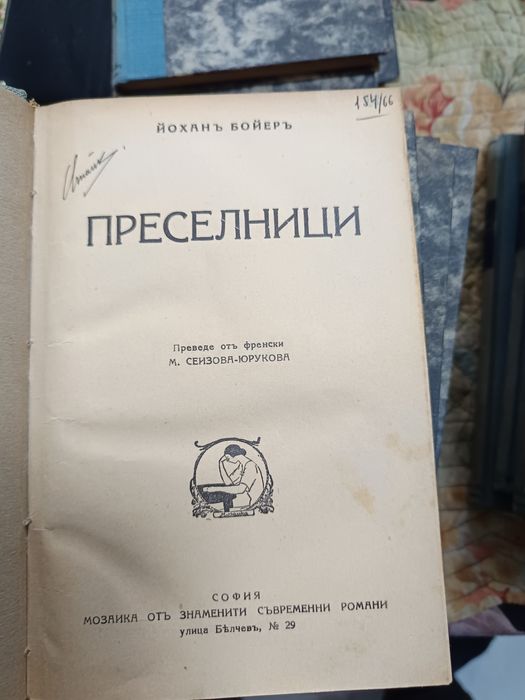 154/66
ЙОХАНЪ БОЙЕРЪ
ПРЕСЕЛНИЦИ
Преведе отъ френски
М. СЕИЗОВА-ЮРУКОВА
СОФИЯ
МОЗАИКА ОТЪ ЗНАМЕНИТИ СЪВРЕМЕННИ РОМАНИ
улица Бѣлчевъ, № 29